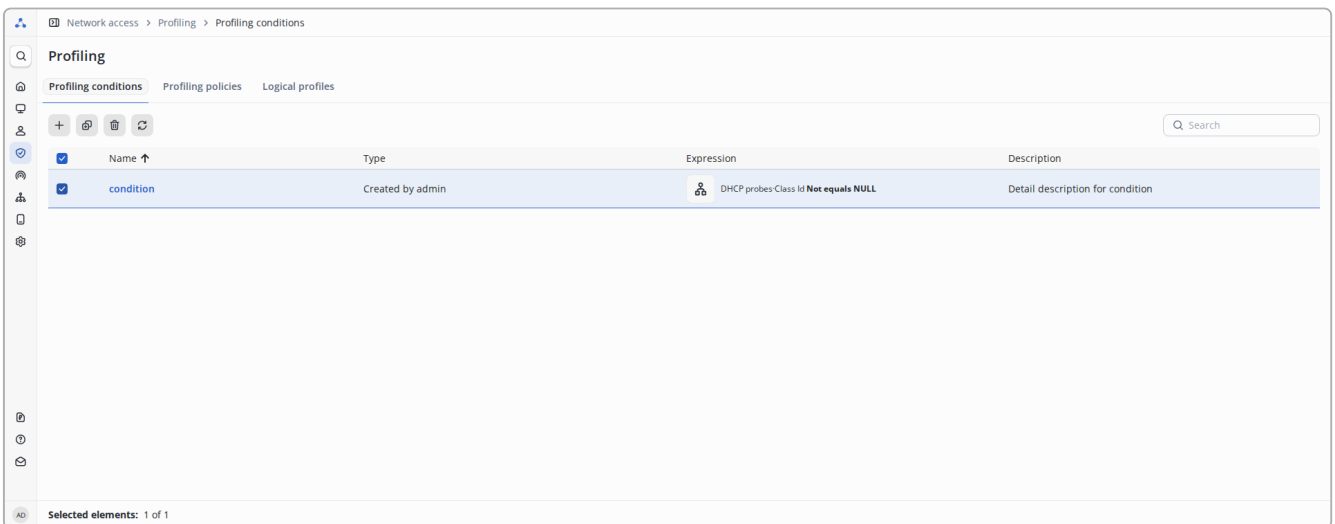 Network access > Profiling > Profiling conditions
Profiling
Profiling conditions Profiling policies Logical profiles
Search
Name Type Expression Description
condition Created by admin DHCP probes·Class Id Not equals NULL Detail description for condition
AD Selected elements: 1 of 1